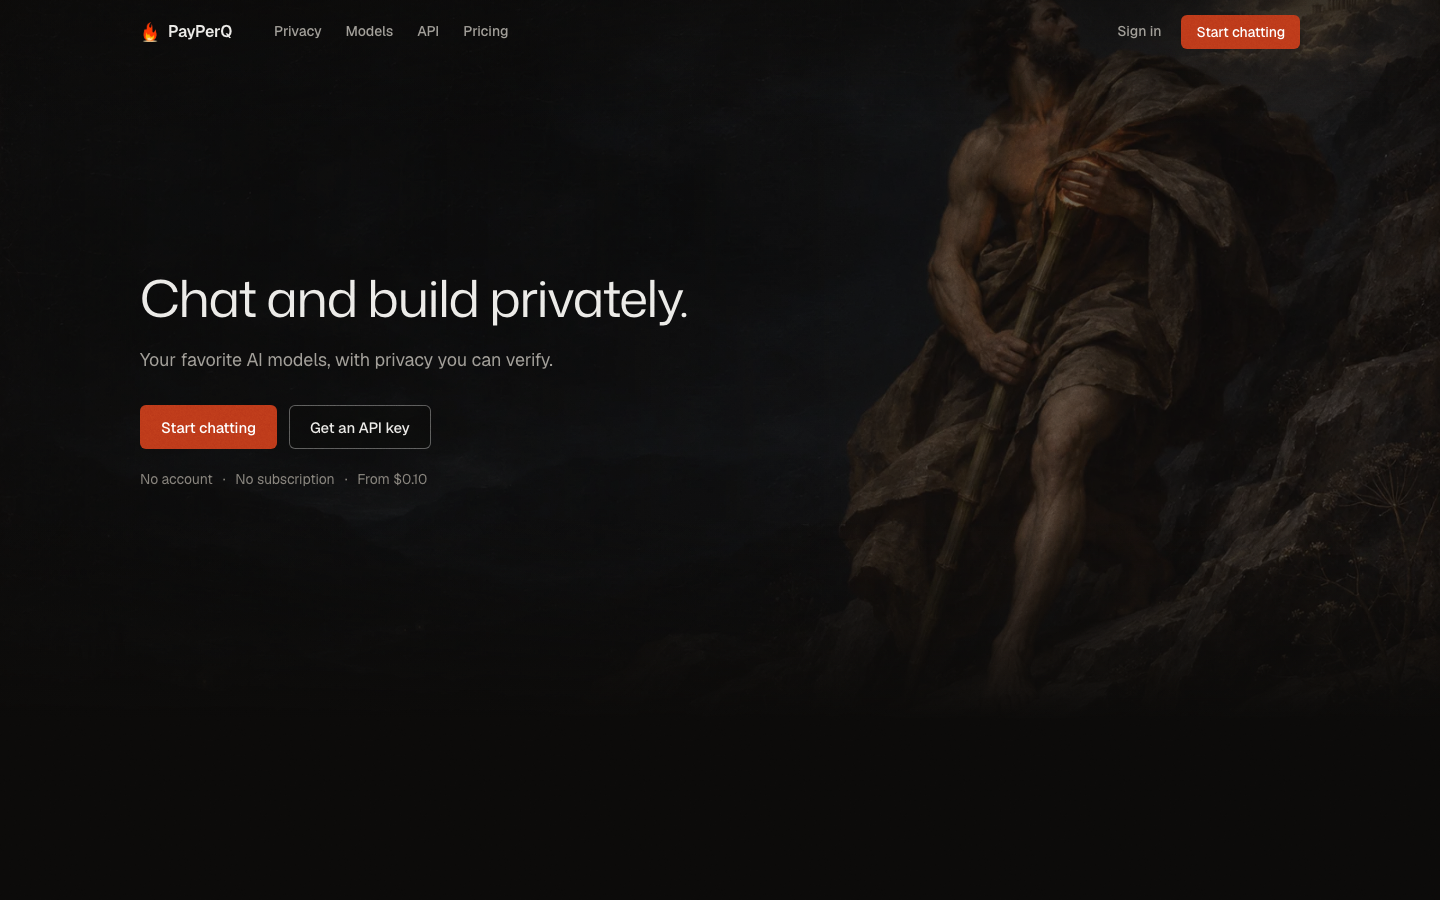 PayPerQ
Privacy
Models
API
Pricing
Sign in
Start chatting
Chat and build privately.
Your favorite AI models, with privacy you can verify.
Start chatting
Get an API key
No account · No subscription · From $0.10